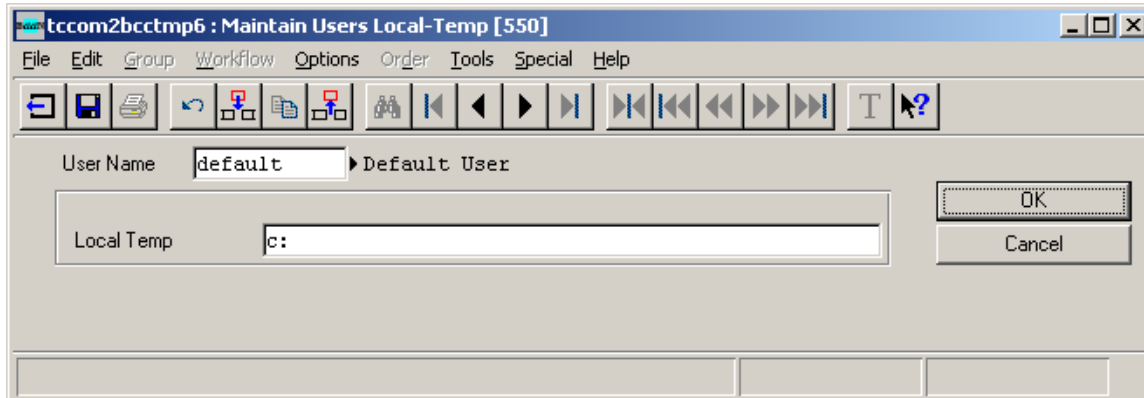 tccom2bcctmp6 : Maintain Users Local-Temp [550]
File Edit Group Workflow Options Order Tools Special Help
T ?
User Name default Default User
OK
Local Temp c:
Cancel